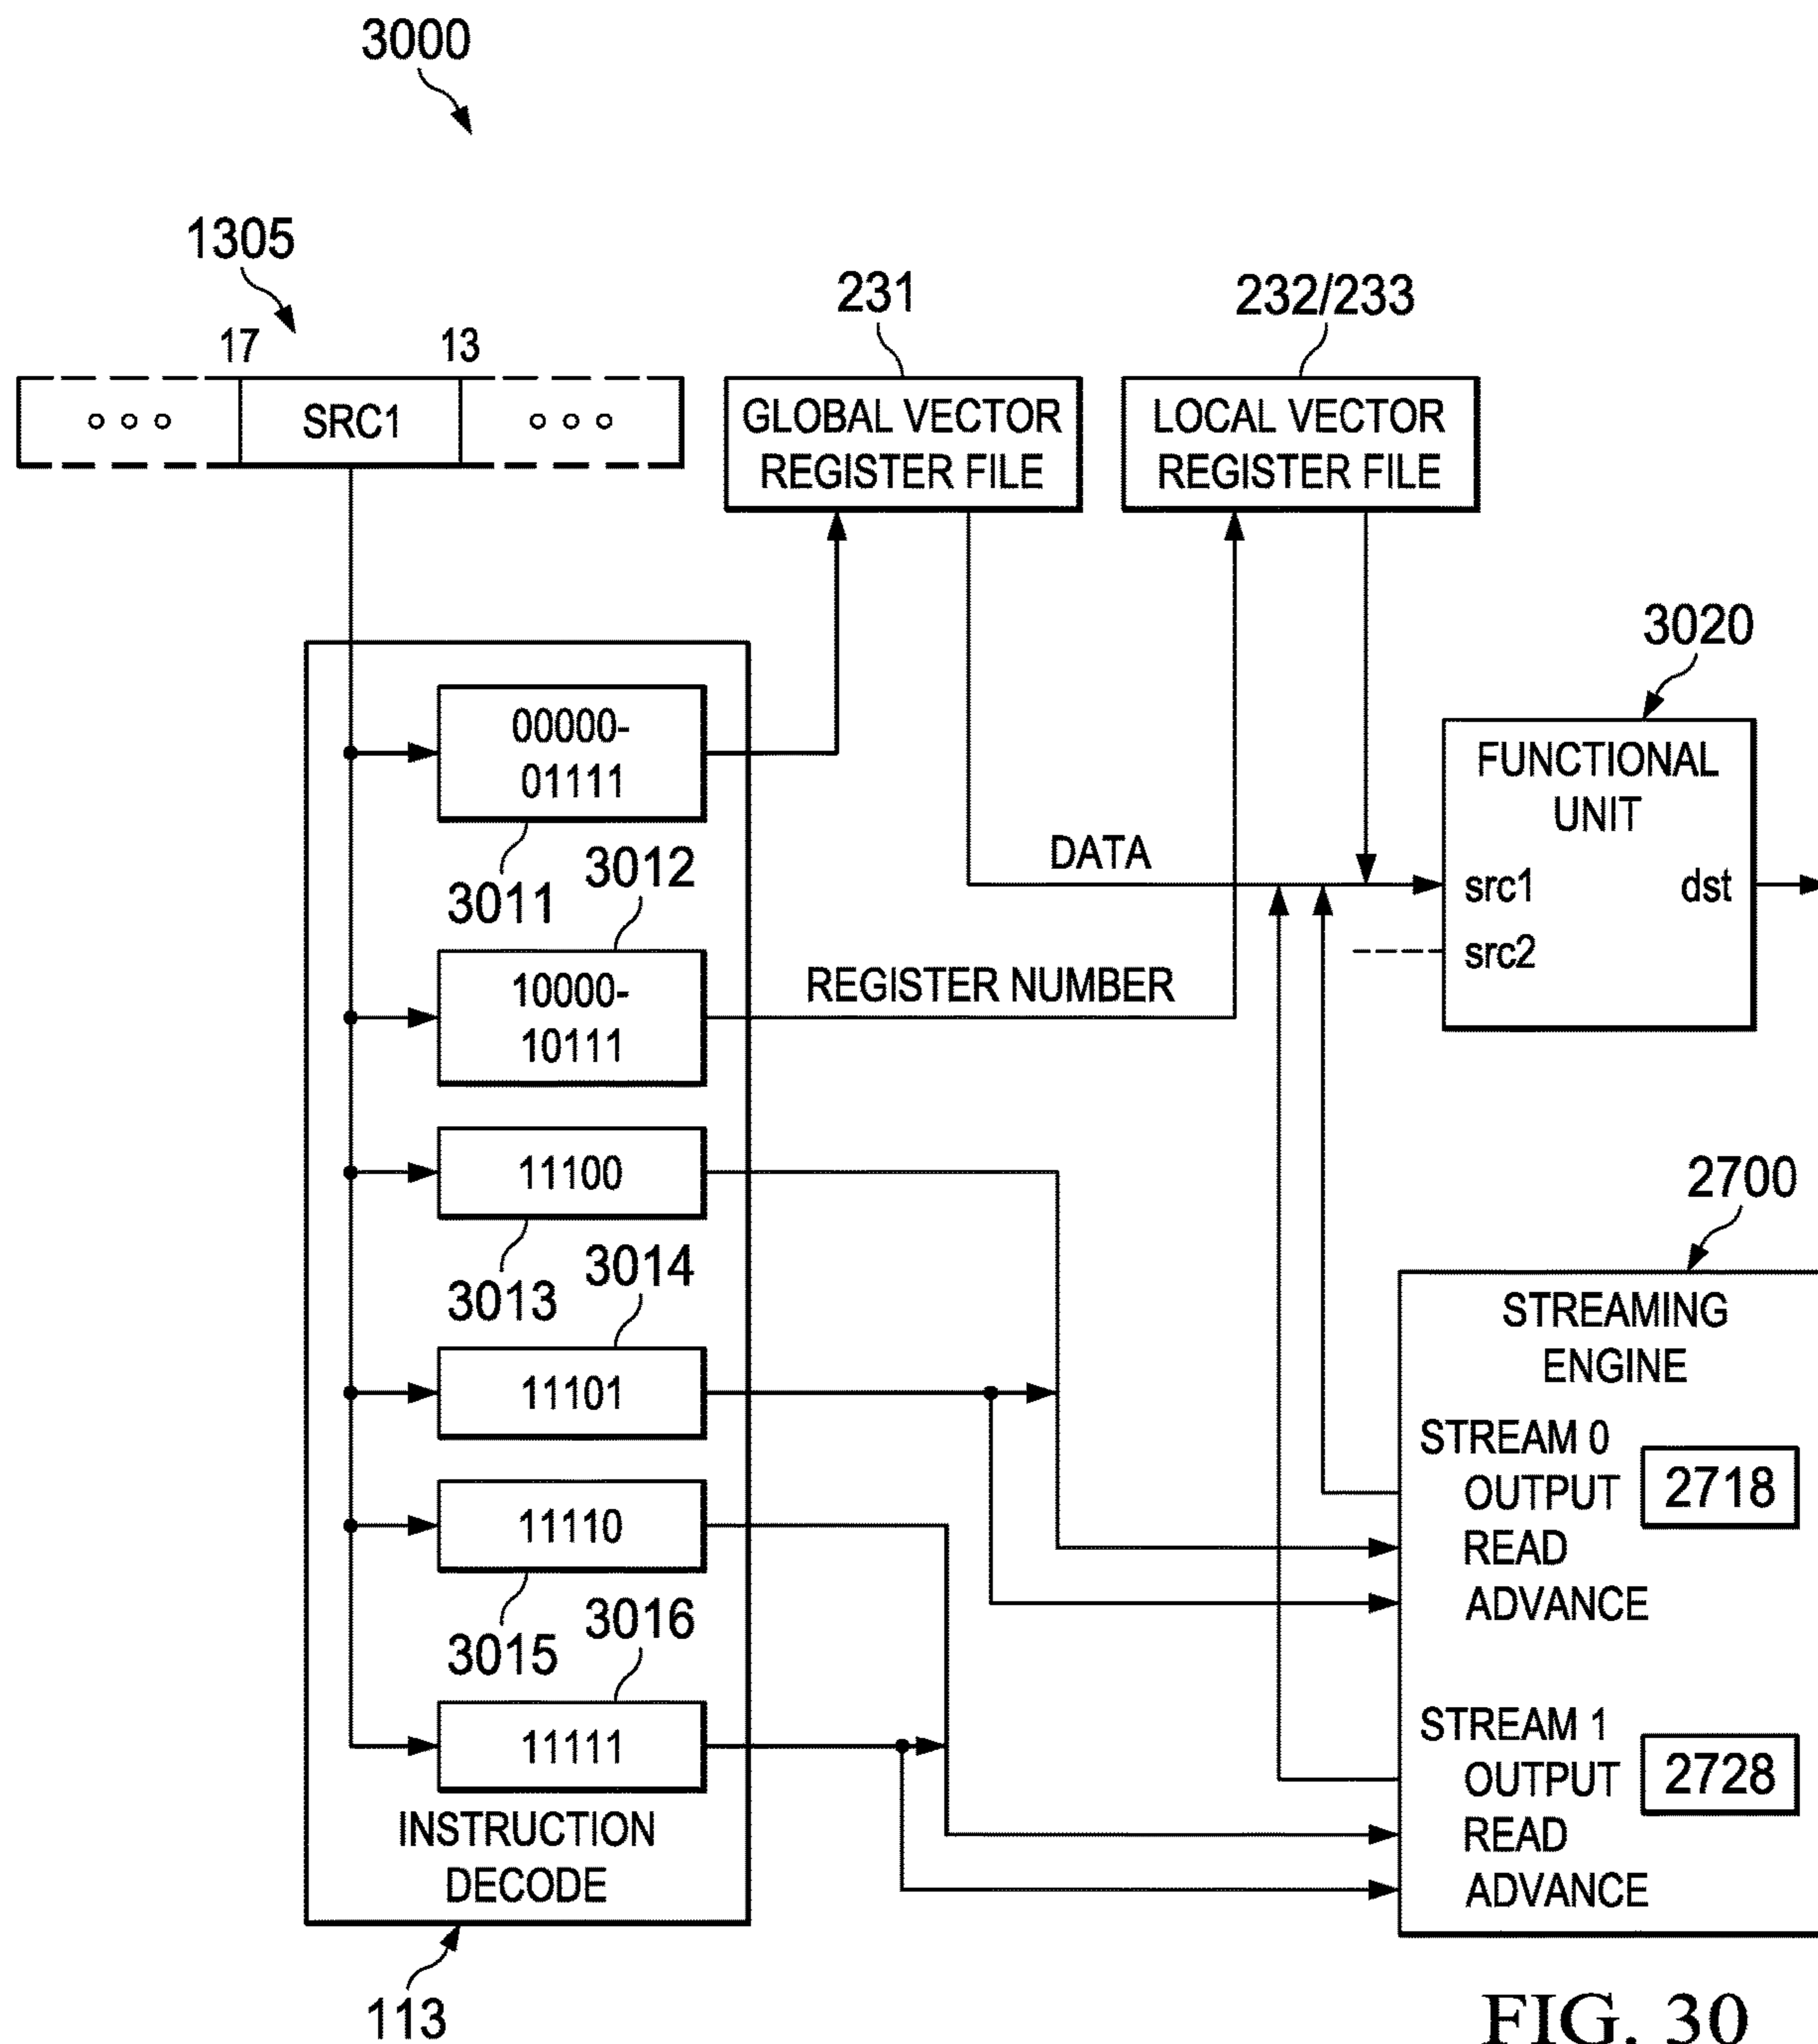 3000
1305
17
13
ooo
SRC1
ooo
231
GLOBAL VECTOR
REGISTER FILE
232/233
LOCAL VECTOR
REGISTER FILE
00000-
01111
3011
3012
10000-
10111
11100
3013
3014
11101
11110
3015
3016
11111
INSTRUCTION
DECODE
113
DATA
REGISTER NUMBER
3020
FUNCTIONAL
UNIT
src1
dst
src2
2700
STREAMING
ENGINE
STREAM 0
OUTPUT
2718
READ
ADVANCE
STREAM 1
OUTPUT
2728
READ
ADVANCE
FIG. 30